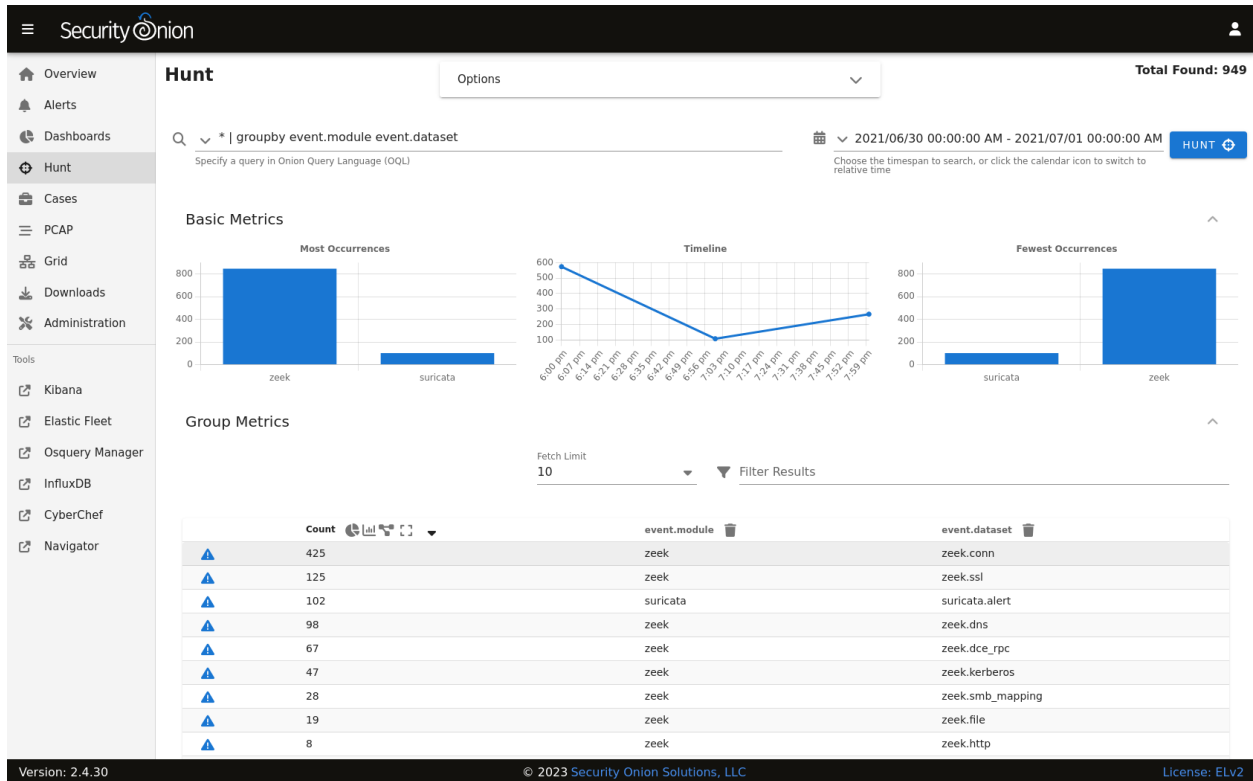 Security Onion
Overview
Alerts
Dashboards
Hunt
Cases
PCAP
Grid
Downloads
Administration
Tools
Kibana
Elastic Fleet
Osquery Manager
InfluxDB
CyberChef
Navigator
Hunt
Options
Total Found: 949
* | groupby event.module event.dataset
Specify a query in Onion Query Language (OQL)
2021/06/30 00:00:00 AM - 2021/07/01 00:00:00 AM
Choose the timespan to search, or click the calendar icon to switch to
relative time
HUNT
Basic Metrics
Most Occurrences
800
600
400
200
0
zeek suricata
Timeline
600
500
400
300
200
100
6:00 pm 6:07 pm 6:14 pm 6:21 pm 6:28 pm 6:35 pm 6:42 pm 6:49 pm 6:56 pm 7:03 pm 7:10 pm 7:17 pm 7:24 pm 7:31 pm 7:38 pm 7:45 pm 7:52 pm 7:59 pm
Fewest Occurrences
800
600
400
200
0
suricata zeek
Group Metrics
Fetch Limit
10
Filter Results
Count event.module event.dataset
425 zeek zeek.conn
125 zeek zeek.ssl
102 suricata suricata.alert
98 zeek zeek.dns
67 zeek zeek.dce_rpc
47 zeek zeek.kerberos
28 zeek zeek.smb_mapping
19 zeek zeek.file
8 zeek zeek.http
Version: 2.4.30 © 2023 Security Onion Solutions, LLC License: ELv2